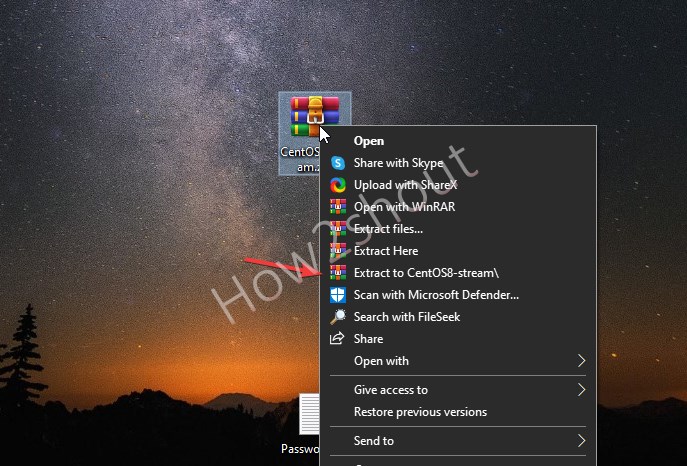 CentOS
am.z
Open
Share with Skype
Upload with ShareX
Open with WinRAR
Extract files...
Extract Here
Extract to CentOS8-stream\
Scan with Microsoft Defender...
Search with FileSeek
Share
Open with
Give access to
Restore previous versions
Send to
Passwo
How2shout